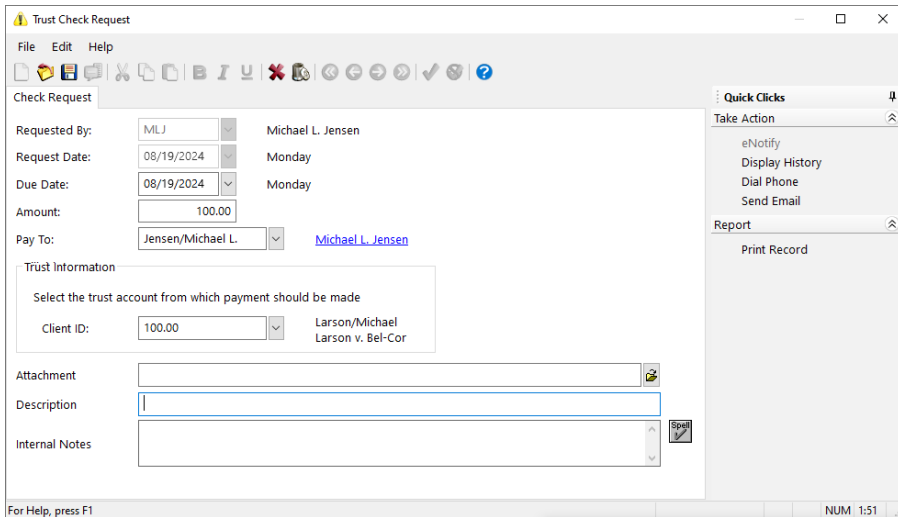 Trust Check Request
File Edit Help
B I U
Check Request
Requested By: MLJ Michael L. Jensen
Request Date: 08/19/2024 Monday
Due Date: 08/19/2024 Monday
Amount: 100.00
Pay To: Jensen/Michael L. Michael L. Jensen
Trust Information
Select the trust account from which payment should be made
Client ID: 100.00 Larson/Michael
Larson v. Bel-Cor
Attachment
Description
Internal Notes
Spell
Quick Clicks
Take Action
eNotify
Display History
Dial Phone
Send Email
Report
Print Record
For Help, press F1 NUM 1:51